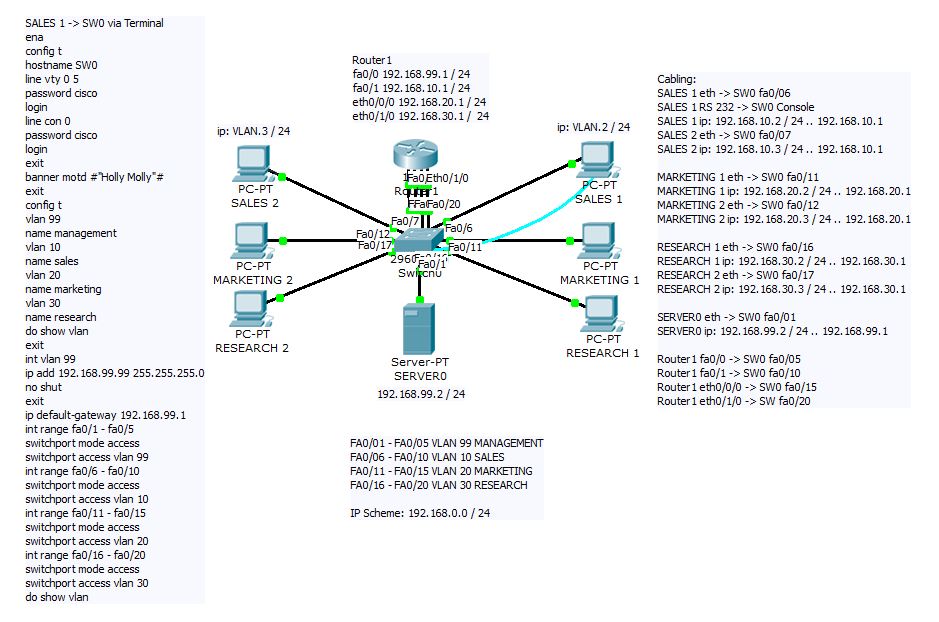 SALES 1 -> SW0 via Terminal
ena
config t
hostname SW0
line vty 0 5
password cisco
login
line con 0
password cisco
login
exit
banner motd #"Holly Molly"#
exit
config t
vlan 99
name management
vlan 10
name sales
vlan 20
name marketing
vlan 30
name research
do show vlan
exit
int vlan 99
ip add 192.168.99.99 255.255.255.0
no shut
exit
ip default-gateway 192.168.99.1
int range fa0/1 - fa0/5
switchport mode access
switchport access vlan 99
int range fa0/6 - fa0/10
switchport mode access
switchport access vlan 10
int range fa0/11 - fa0/15
switchport mode access
switchport access vlan 20
int range fa0/16 - fa0/20
switchport mode access
switchport access vlan 30
do show vlan
Router1
fa0/0 192.168.99.1 / 24
fa0/1 192.168.10.1 / 24
eth0/0/0 192.168.20.1 / 24
eth0/1/0 192.168.30.1 / 24
ip: VLAN.3 / 24
ip: VLAN.2 / 24
PC-PT
SALES 2
PC-PT
SALES 1
Eth0/1/0
Fa0/20
Fa0/7
Fa0/6
Fa0/12
Fa0/17
Fa0/11
Fa0/1
PC-PT
MARKETING 2
PC-PT
MARKETING 1
PC-PT
RESEARCH 2
PC-PT
RESEARCH 1
Server-PT
SERVER0
192.168.99.2 / 24
FA0/01 - FA0/05 VLAN 99 MANAGEMENT
FA0/06 - FA0/10 VLAN 10 SALES
FA0/11 - FA0/15 VLAN 20 MARKETING
FA0/16 - FA0/20 VLAN 30 RESEARCH
IP Scheme: 192.168.0.0 / 24
Cabling:
SALES 1 eth -> SW0 fa0/06
SALES 1 RS 232 -> SW0 Console
SALES 1 ip: 192.168.10.2 / 24 .. 192.168.10.1
SALES 2 eth -> SW0 fa0/07
SALES 2 ip: 192.168.10.3 / 24 .. 192.168.10.1
MARKETING 1 eth -> SW0 fa0/11
MARKETING 1 ip: 192.168.20.2 / 24 .. 192.168.20.1
MARKETING 2 eth -> SW0 fa0/12
MARKETING 2 ip: 192.168.20.3 / 24 .. 192.168.20.1
RESEARCH 1 eth -> SW0 fa0/16
RESEARCH 1 ip: 192.168.30.2 / 24 .. 192.168.30.1
RESEARCH 2 eth -> SW0 fa0/17
RESEARCH 2 ip: 192.168.30.3 / 24 .. 192.168.30.1
SERVER0 eth -> SW0 fa0/01
SERVER0 ip: 192.168.99.2 / 24 .. 192.168.99.1
Router1 fa0/0 -> SW0 fa0/05
Router1 fa0/1 -> SW0 fa0/10
Router1 eth0/0/0 -> SW0 fa0/15
Router1 eth0/1/0 -> SW fa0/20